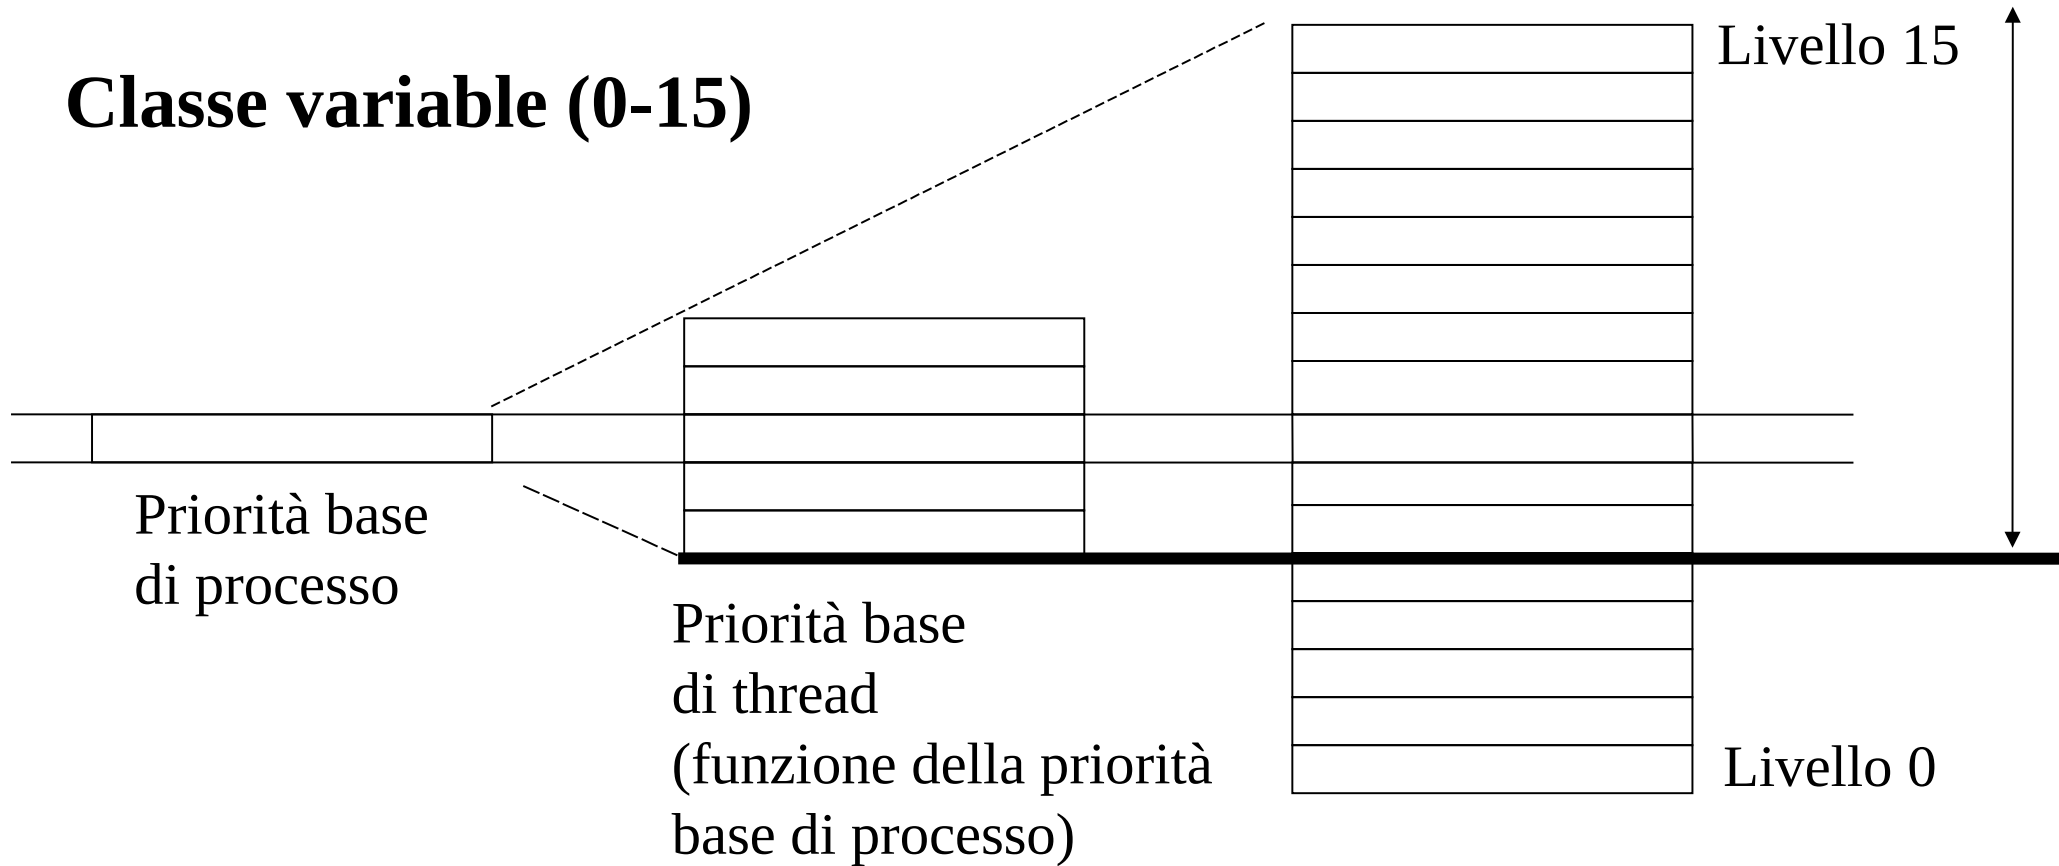 Classe variable (0-15)
Livello 15
Priorità base
di processo
Priorità base
di thread
(funzione della priorità
base di processo)
Livello 0